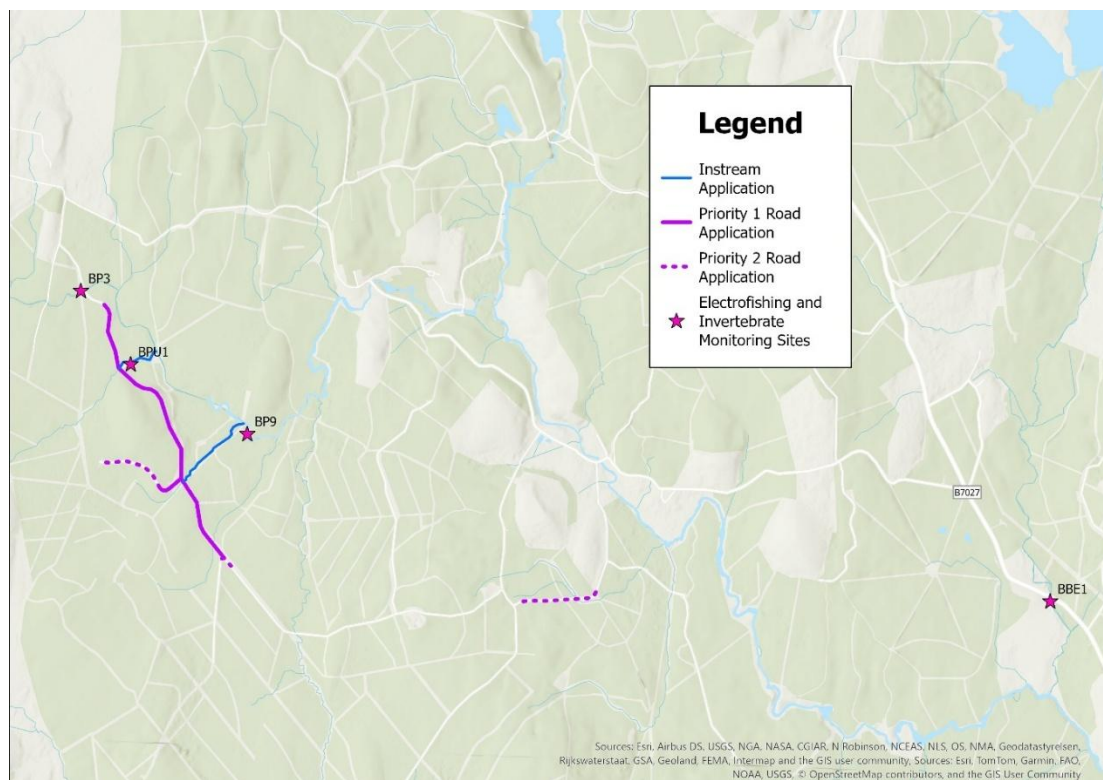 Legend
Instream
Application
Priority 1 Road
Application
Priority 2 Road
Application
Electrofishing and
Invertebrate
Monitoring Sites
BP3
BPU1
BP9
B7027
BBE1
Sources: Esri, Airbus DS, USGS, NGA, NASA, CGIAR, N Robinson, NCEAS, NLS, OS, NMA, Geodatastyrelsen,
Rijkswaterstaat, GSA, Geoland, FEMA, Intermap and the GIS user community, Sources: Esri, TomTom, Garmin, FAO,
NOAA, USGS, © OpenStreetMap contributors, and the GIS User Community